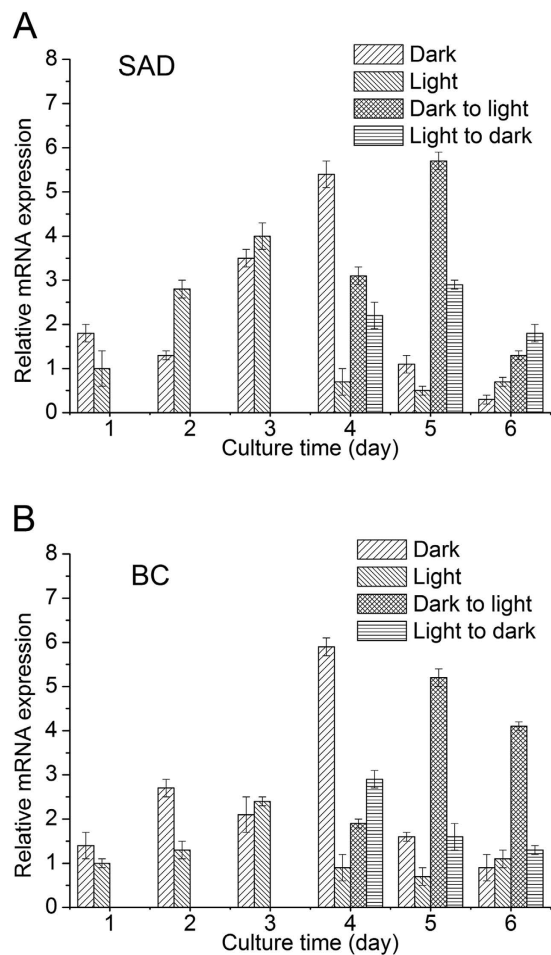 A
SAD
Dark
Light
Dark to light
Light to dark
Relative mRNA expression
8
7
6
5
4
3
2
1
0
1 2 3 4 5 6
Culture time (day)
B
BC
Dark
Light
Dark to light
Light to dark
Relative mRNA expression
8
7
6
5
4
3
2
1
0
1 2 3 4 5 6
Culture time (day)